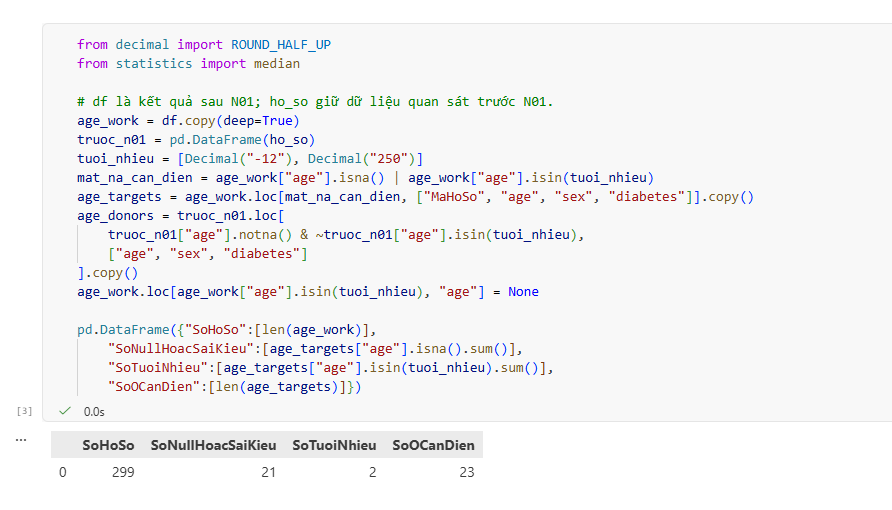 from decimal import ROUND_HALF_UP
from statistics import median
# df là kết quả sau N01; ho_so giữ dữ liệu quan sát trước N01.
age_work = df.copy(deep=True)
truoc_n01 = pd.DataFrame(ho_so)
tuoi_nhieu = [Decimal("-12"), Decimal("250")]
mat_na_can_dien = age_work["age"].isna() | age_work["age"].isin(tuoi_nhieu)
age_targets = age_work.loc[mat_na_can_dien, ["MaHoSo", "age", "sex", "diabetes"]].copy()
age_donors = truoc_n01.loc[
    truoc_n01["age"].notna() & ~truoc_n01["age"].isin(tuoi_nhieu),
    ["age", "sex", "diabetes"]
].copy()
age_work.loc[age_work["age"].isin(tuoi_nhieu), "age"] = None
pd.DataFrame({"SoHoSo":[len(age_work)],
    "SoNullHoacSaiKieu":[age_targets["age"].isna().sum()],
    "SoTuoiNhieu":[age_targets["age"].isin(tuoi_nhieu).sum()],
    "SoOCanDien":[len(age_targets)]})
[3] 0.0s
... SoHoSo SoNullHoacSaiKieu SoTuoiNhieu SoOCanDien
0 299 21 2 23